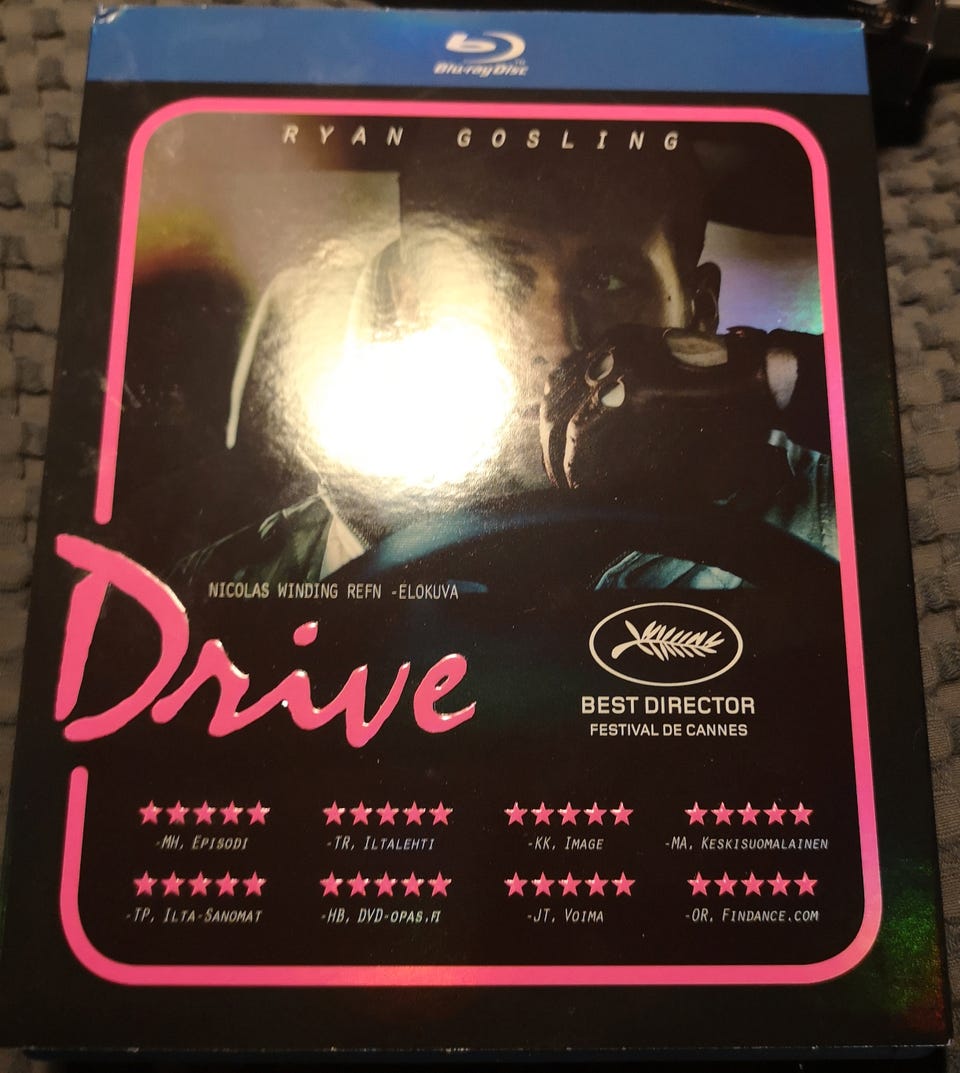 Blu-ray Disc™
RYAN GOSLING
NICOLAS WINDING REFN -ELOKUVA
Drive
BEST DIRECTOR
FESTIVAL DE CANNES
-MH, EPISODI
-TR, ILTALEHTI
-KK, IMAGE
-MA, KESKISUOMALAINEN
-TP, ILTA-SANOMAT
-HB, DVD-OPAS.FI
-JT, VOIMA
-OR, FINDANCE.COM